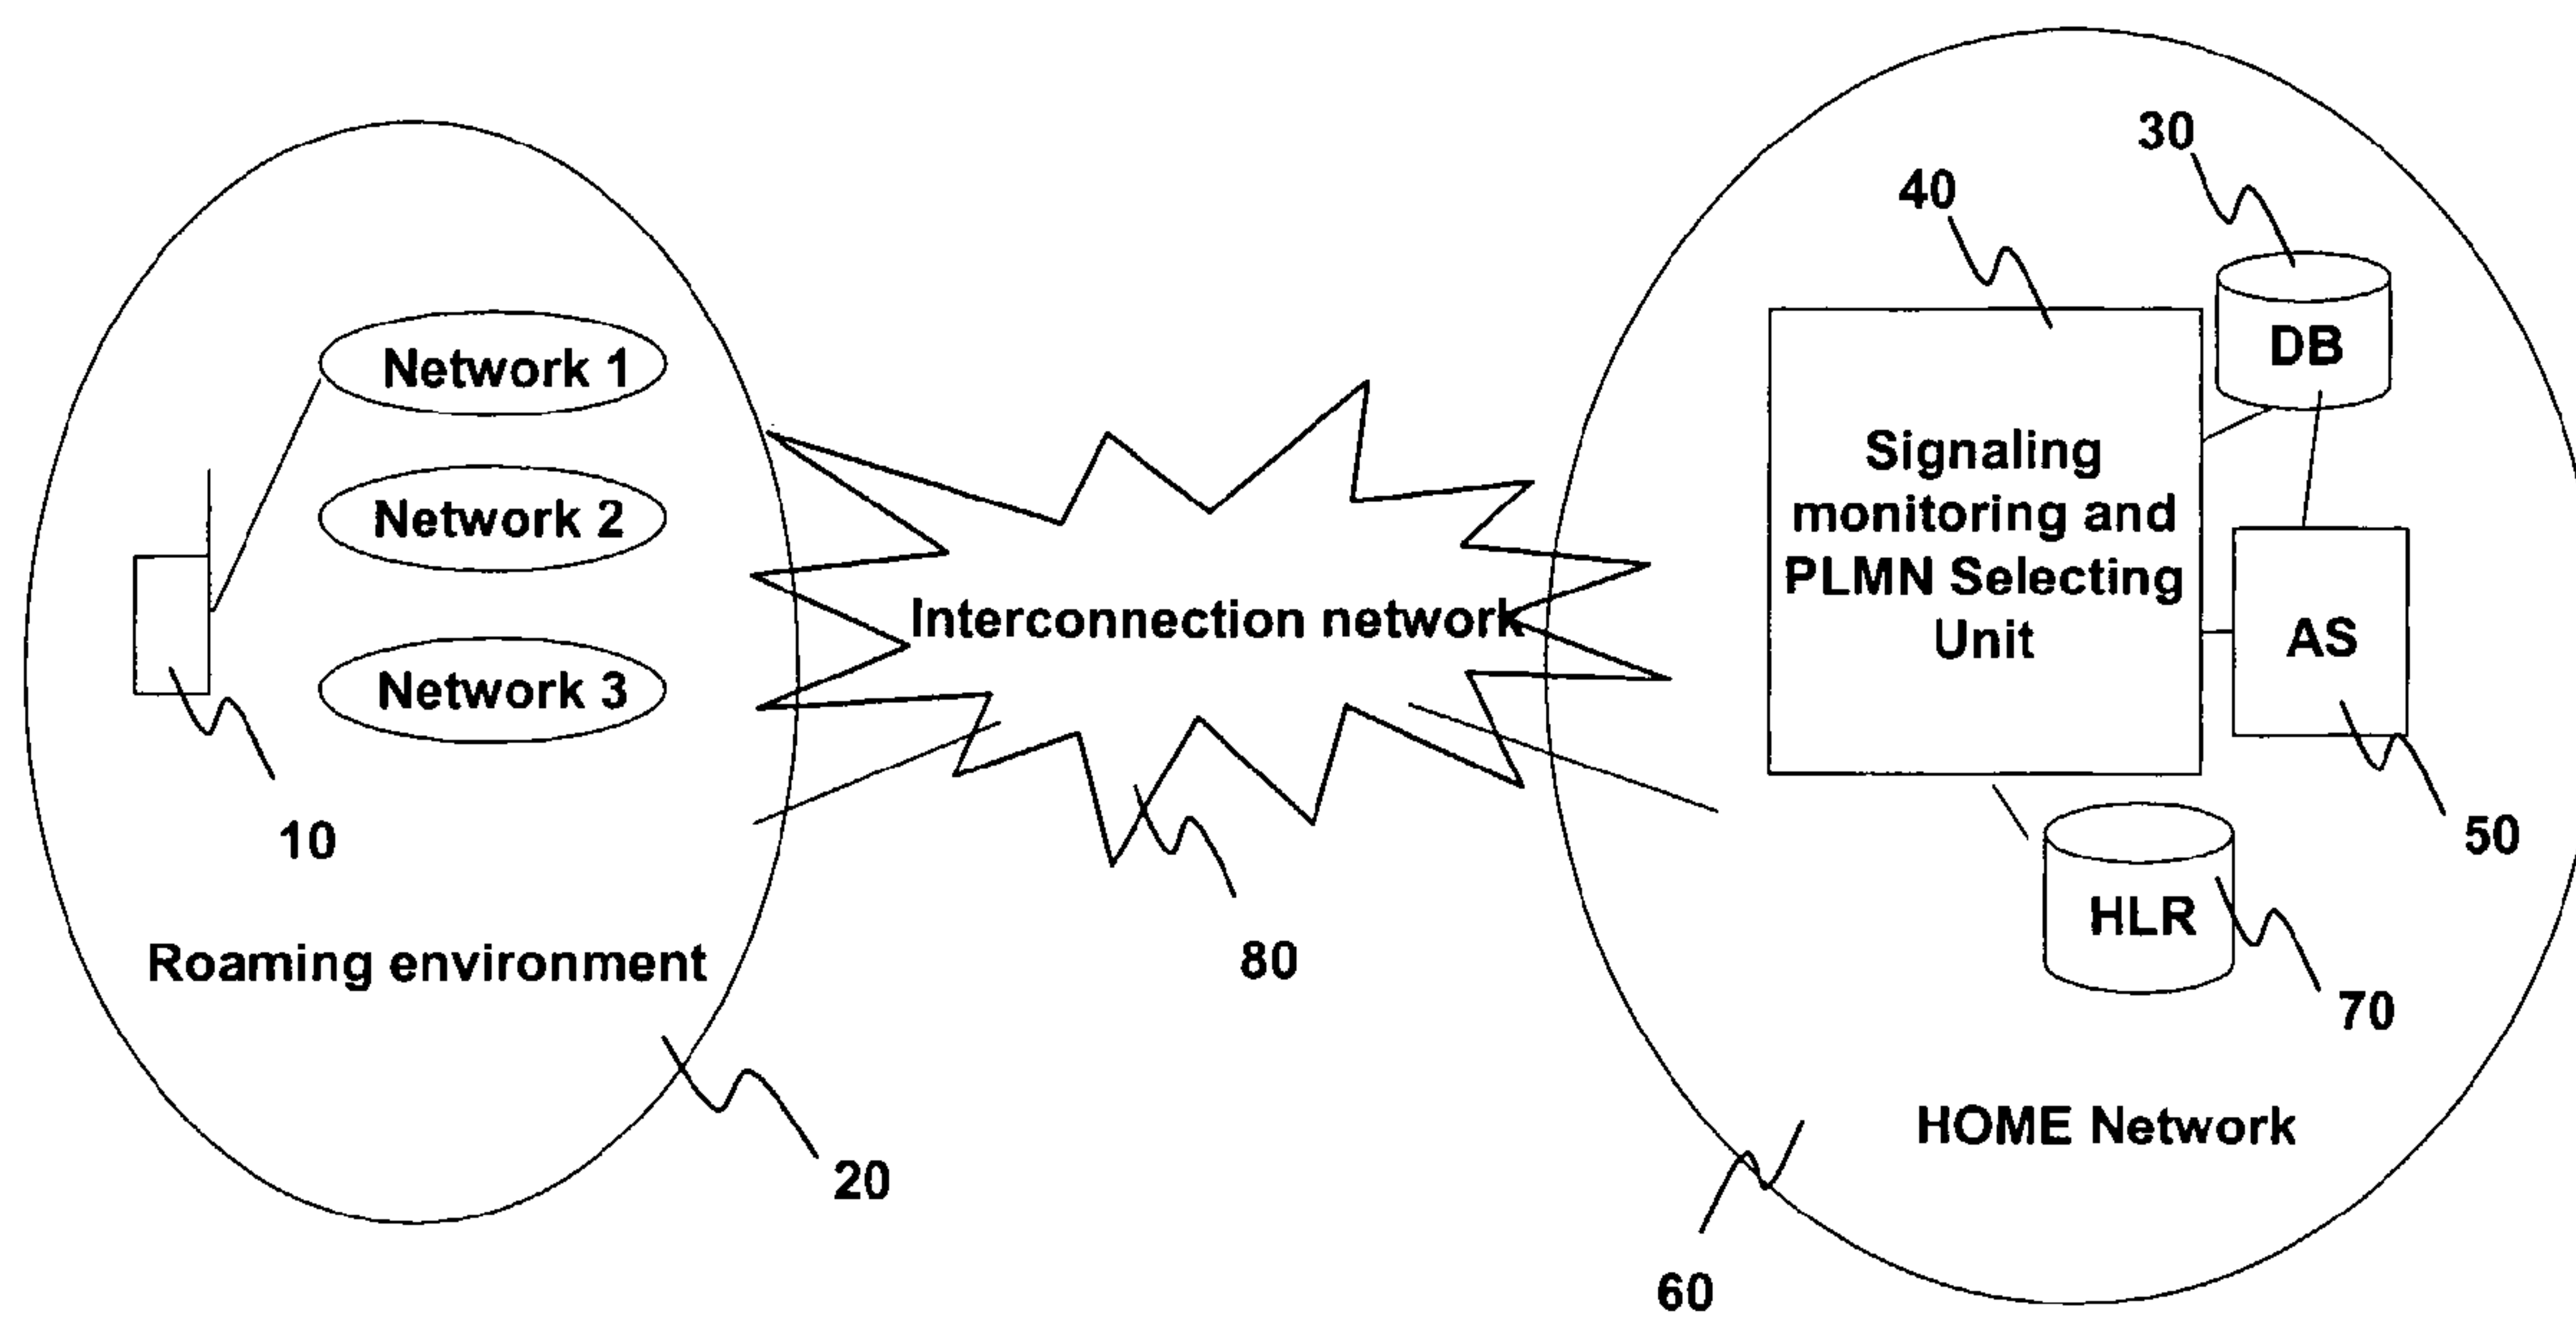 30
40
DB
Network 1
Network 2
Network 3
Signaling
monitoring and
PLMN Selecting
Unit
Interconnection network
AS
10
50
HLR
80
Roaming environment
70
HOME Network
20
60